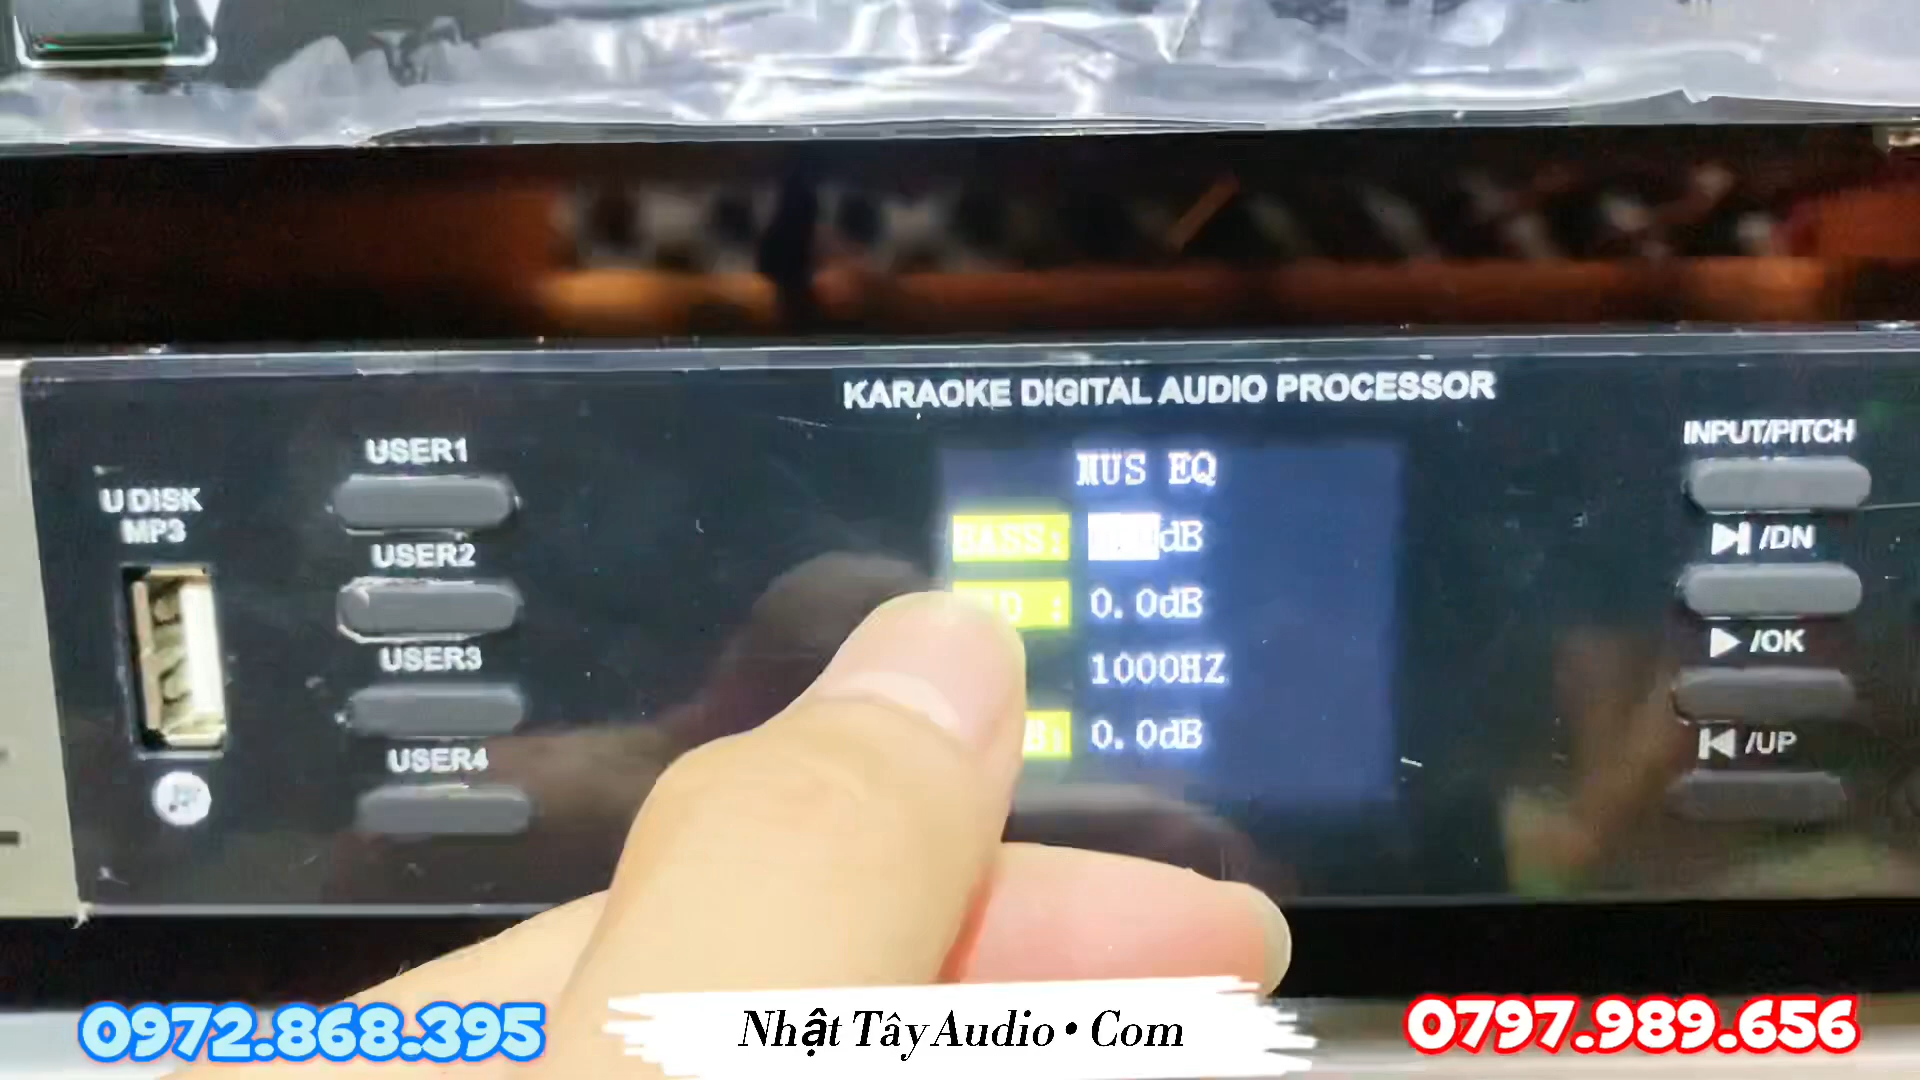 KARAOKE DIGITAL AUDIO PROCESSOR
U DISK
MP3
USER1
USER2
USER3
USER4
MUS EQ
BASS: dB
0.0dB
1000HZ
0.0dB
INPUT/PITCH
/DN
/OK
/UP
0972.868.395
Nhật Tây Audio • Com
0797.989.656